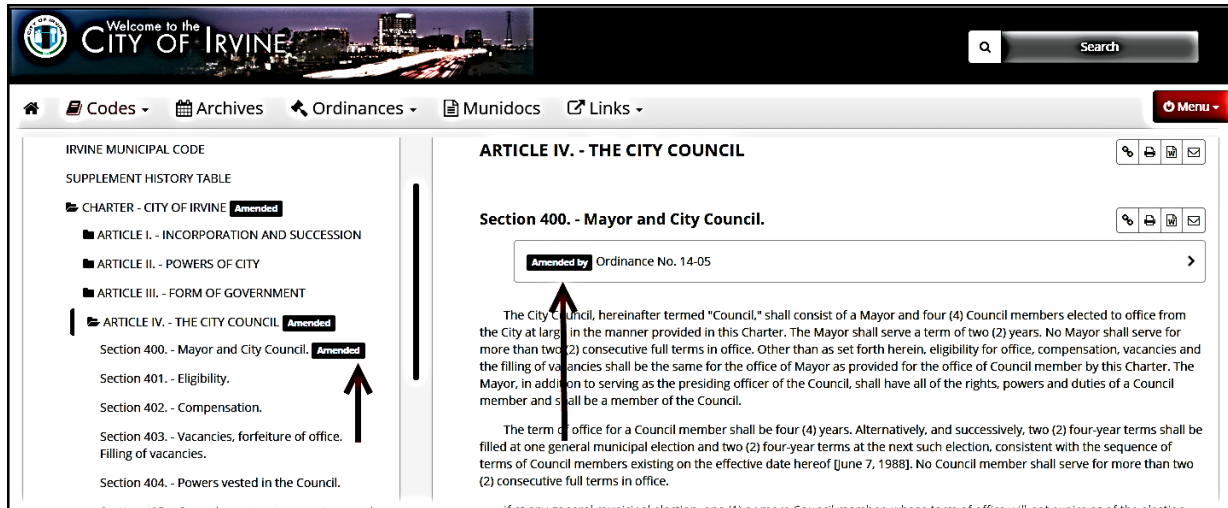 Welcome to the
CITY OF IRVINE
Search
Codes
Archives
Ordinances
Munidocs
Links
Menu
IRVINE MUNICIPAL CODE
SUPPLEMENT HISTORY TABLE
CHARTER - CITY OF IRVINE Amended
ARTICLE I. - INCORPORATION AND SUCCESSION
ARTICLE II. - POWERS OF CITY
ARTICLE III. - FORM OF GOVERNMENT
ARTICLE IV. - THE CITY COUNCIL Amended
Section 400. - Mayor and City Council. Amended
Section 401. - Eligibility.
Section 402. - Compensation.
Section 403. - Vacancies, forfeiture of office.
Filling of vacancies.
Section 404. - Powers vested in the Council.
ARTICLE IV. - THE CITY COUNCIL
Section 400. - Mayor and City Council.
Amended by Ordinance No. 14-05
The City Council, hereinafter termed "Council," shall consist of a Mayor and four (4) Council members elected to office from
the City at large in the manner provided in this Charter. The Mayor shall serve a term of two (2) years. No Mayor shall serve for
more than two (2) consecutive full terms in office. Other than as set forth herein, eligibility for office, compensation, vacancies and
the filling of vacancies shall be the same for the office of Mayor as provided for the office of Council member by this Charter. The
Mayor, in addition to serving as the presiding officer of the Council, shall have all of the rights, powers and duties of a Council
member and shall be a member of the Council.
The term of office for a Council member shall be four (4) years. Alternatively, and successively, two (2) four-year terms shall be
filled at one general municipal election and two (2) four-year terms at the next such election, consistent with the sequence of
terms of Council members existing on the effective date hereof [June 7, 1988]. No Council member shall serve for more than two
(2) consecutive full terms in office.